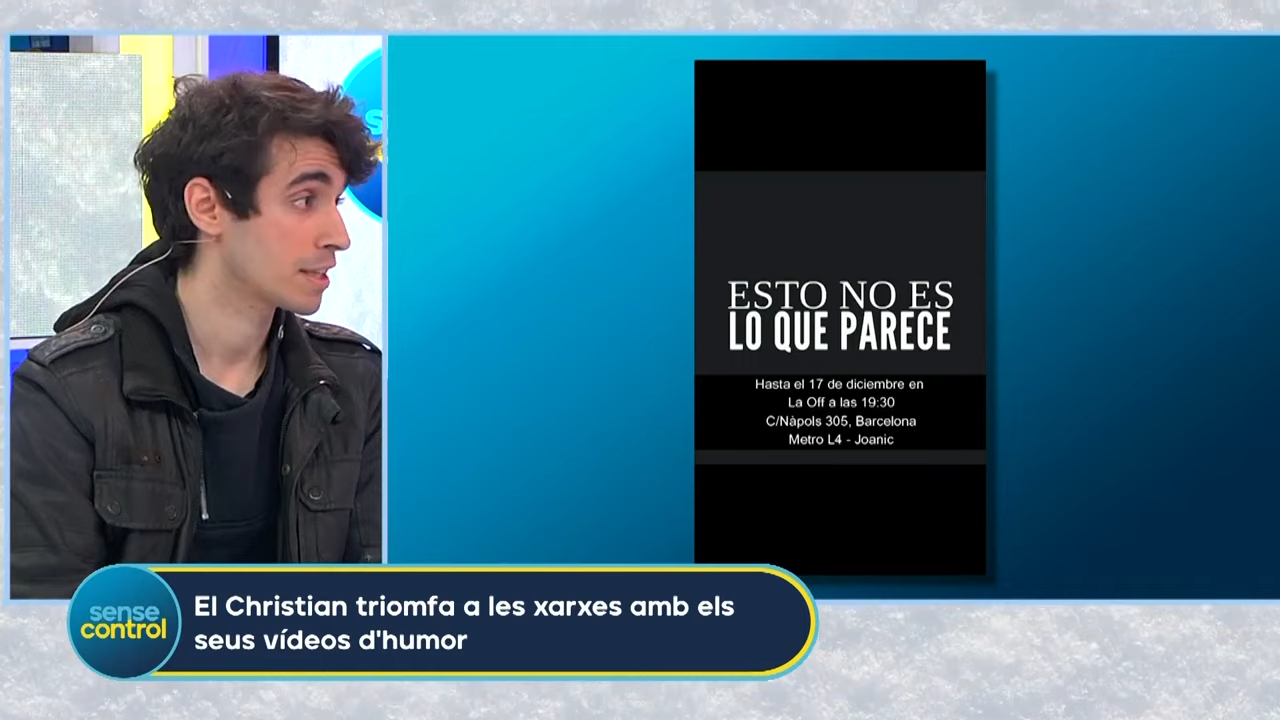 ESTO NO ES
LO QUE PARECE
Hasta el 17 de diciembre en
La Off a las 19:30
C/Nàpols 305, Barcelona
Metro L4 - Joanic
sense
control
El Christian triomfa a les xarxes amb els
seus vídeos d'humor